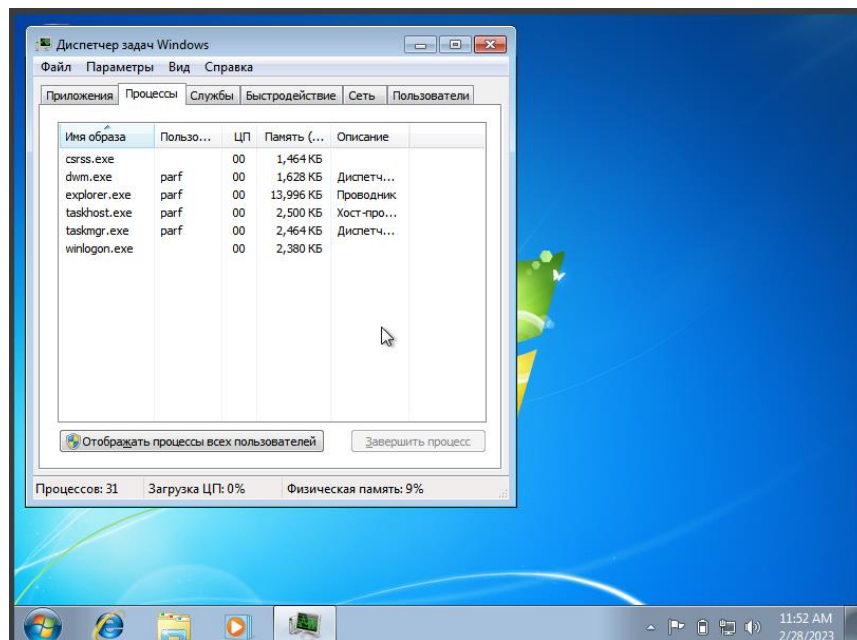 Диспетчер задач Windows
Файл Параметры Вид Справка
Приложения Процессы Службы Быстродействие Сеть Пользователи
Имя образа Пользо... ЦП Память (... Описание
csrss.exe 00 1,464 КБ
dwm.exe parf 00 1,628 КБ Диспетч...
explorer.exe parf 00 13,996 КБ Проводник
taskhost.exe parf 00 2,500 КБ Хост-про...
taskmgr.exe parf 00 2,464 КБ Диспетч...
winlogon.exe 00 2,380 КБ
Отображать процессы всех пользователей Завершить процесс
Процессов: 31 Загрузка ЦП: 0% Физическая память: 9%
11:52 AM
2/28/2023